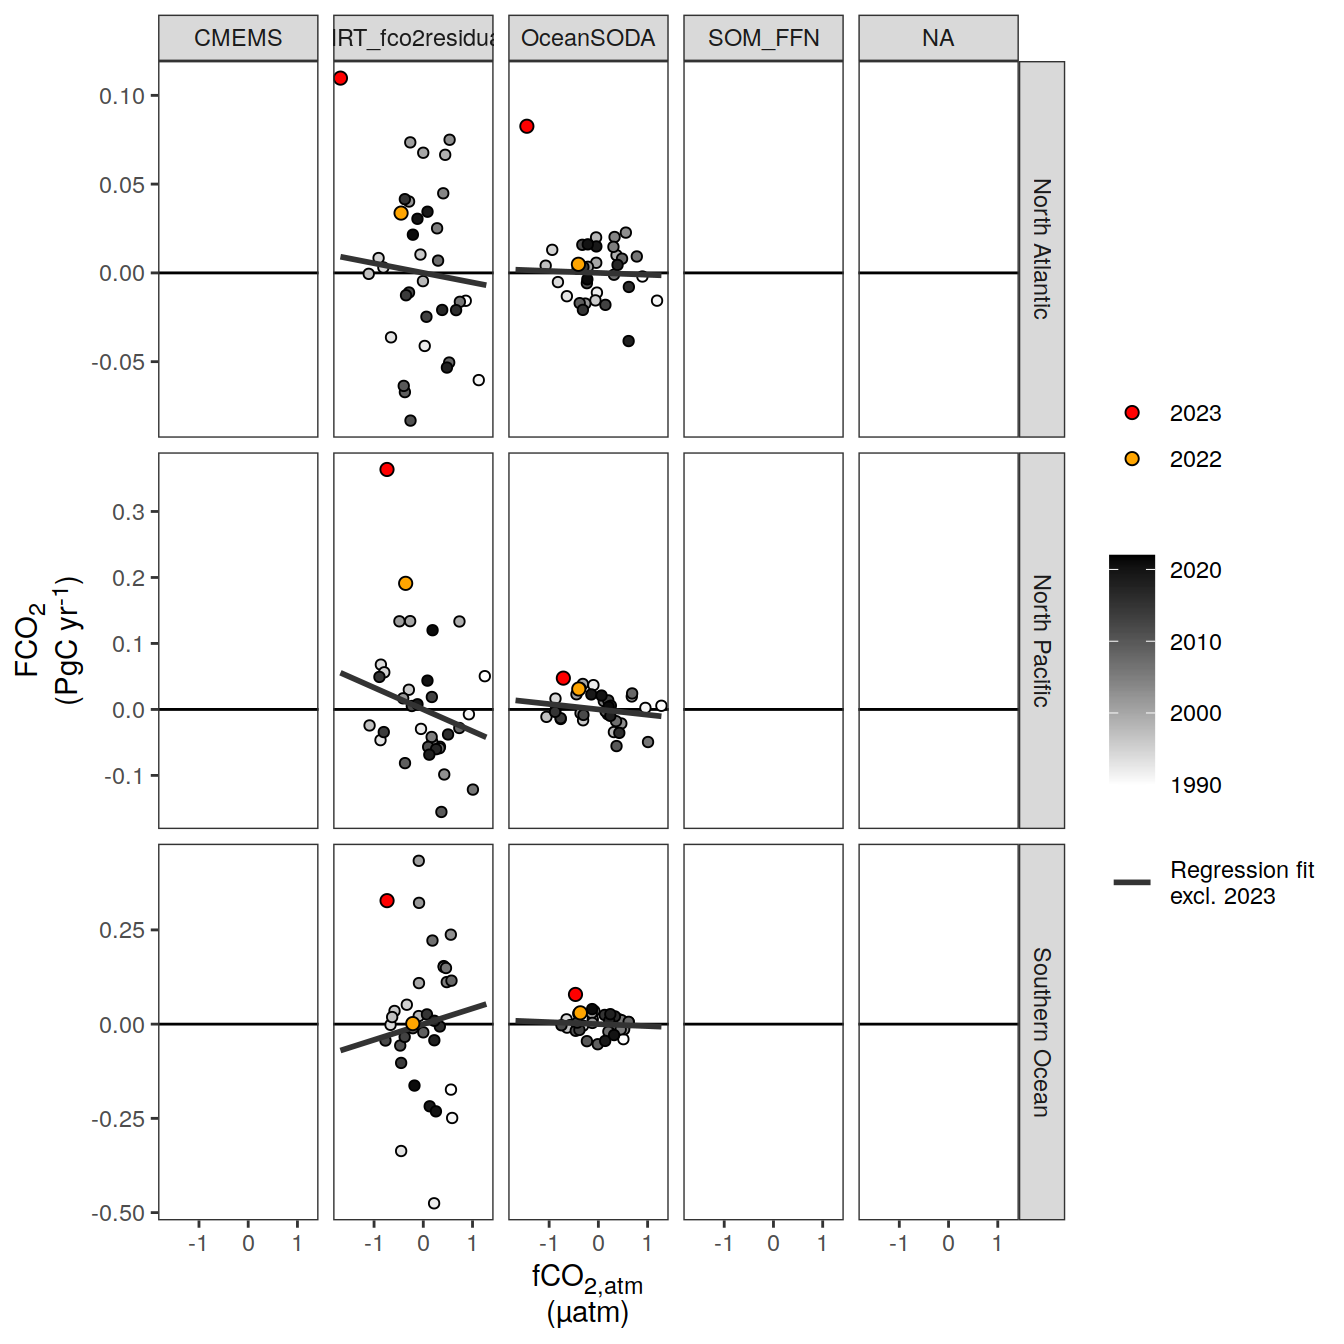 CMEMS
IRT_fco2residua
OceanSODA
SOM_FFN
NA
0.10
0.05
0.00
-0.05
North Atlantic
0.3
0.2
0.1
0.0
-0.1
North Pacific
0.25
0.00
-0.25
-0.50
Southern Ocean
FCO2
(PgC yr-1)
-1 0 1
-1 0 1
-1 0 1
-1 0 1
-1 0 1
fCO2,atm
(µatm)
2023
2022
2020
2010
2000
1990
Regression fit
excl. 2023